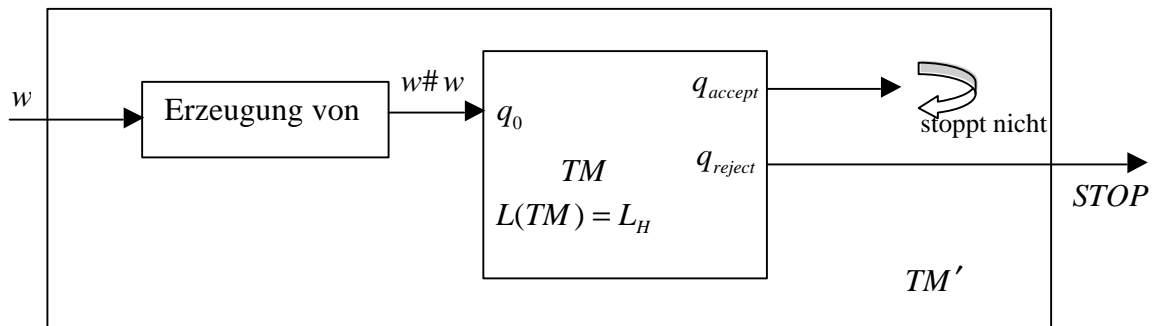 w
Erzeugung von
w# w
q0
qaccept
stoppt nicht
qreject
TM
L(TM) = LH
STOP
TM′